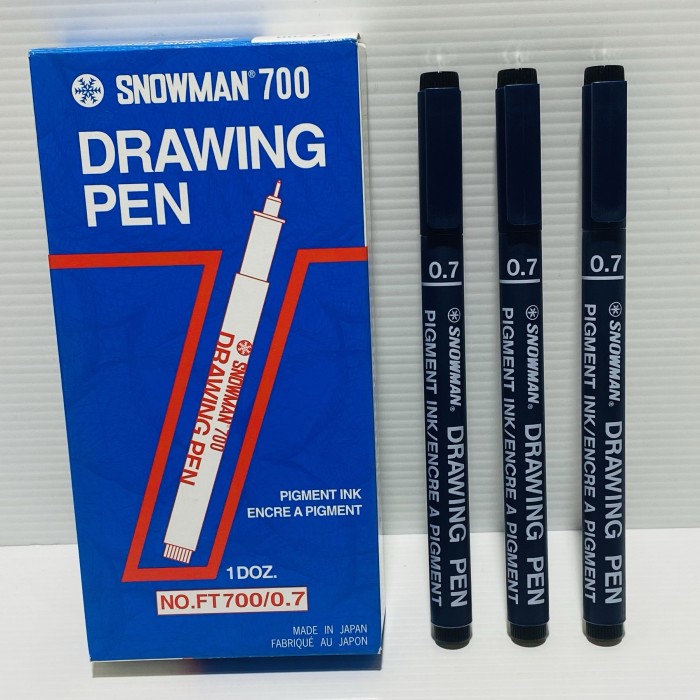 SNOWMAN® 700
DRAWING
PEN
SNOWMAN 700
DRAWING PEN
PIGMENT INK
ENCRE A PIGMENT
1 DOZ.
NO.FT700/0.7
MADE IN JAPAN
FABRIQUÉ AU JAPON
0.7
SNOWMAN® DRAWING PEN
PIGMENT INK/ENCRE A PIGMENT
0.7
SNOWMAN® DRAWING PEN
PIGMENT INK/ENCRE A PIGMENT
0.7
SNOWMAN® DRAWING PEN
PIGMENT INK/ENCRE A PIGMENT